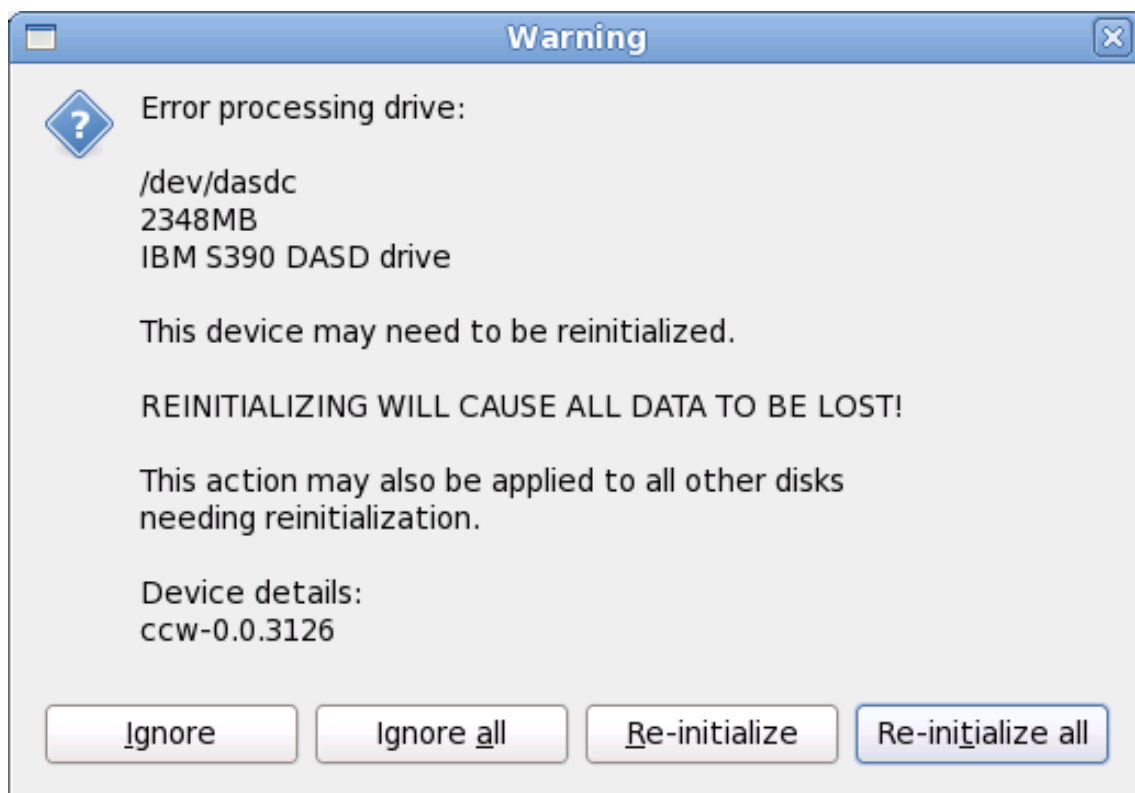 Warning
Error processing drive:
/dev/dasdc
2348MB
IBM S390 DASD drive
This device may need to be reinitialized.
REINITIALIZING WILL CAUSE ALL DATA TO BE LOST!
This action may also be applied to all other disks
needing reinitialization.
Device details:
ccw-0.0.3126
Ignore
Ignore all
Re-initialize
Re-initialize all